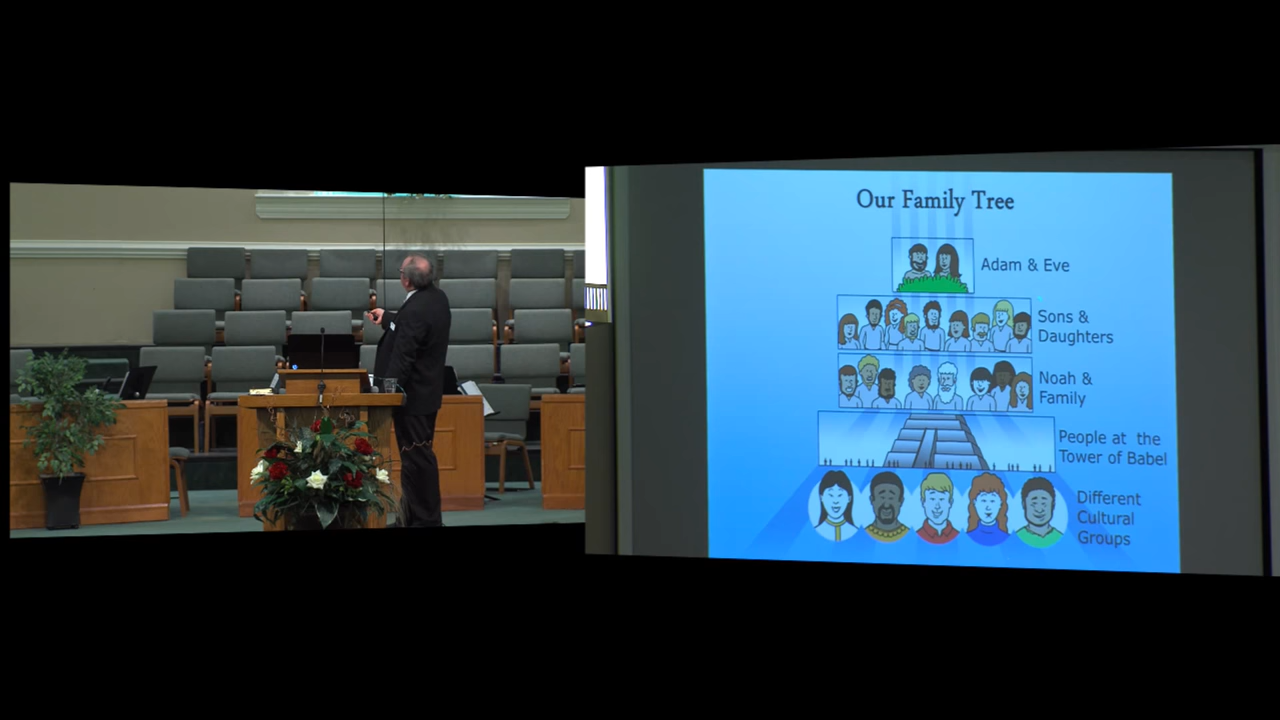 Our Family Tree
Adam & Eve
Sons &
Daughters
Noah &
Family
People at the
Tower of Babel
Different
Cultural
Groups